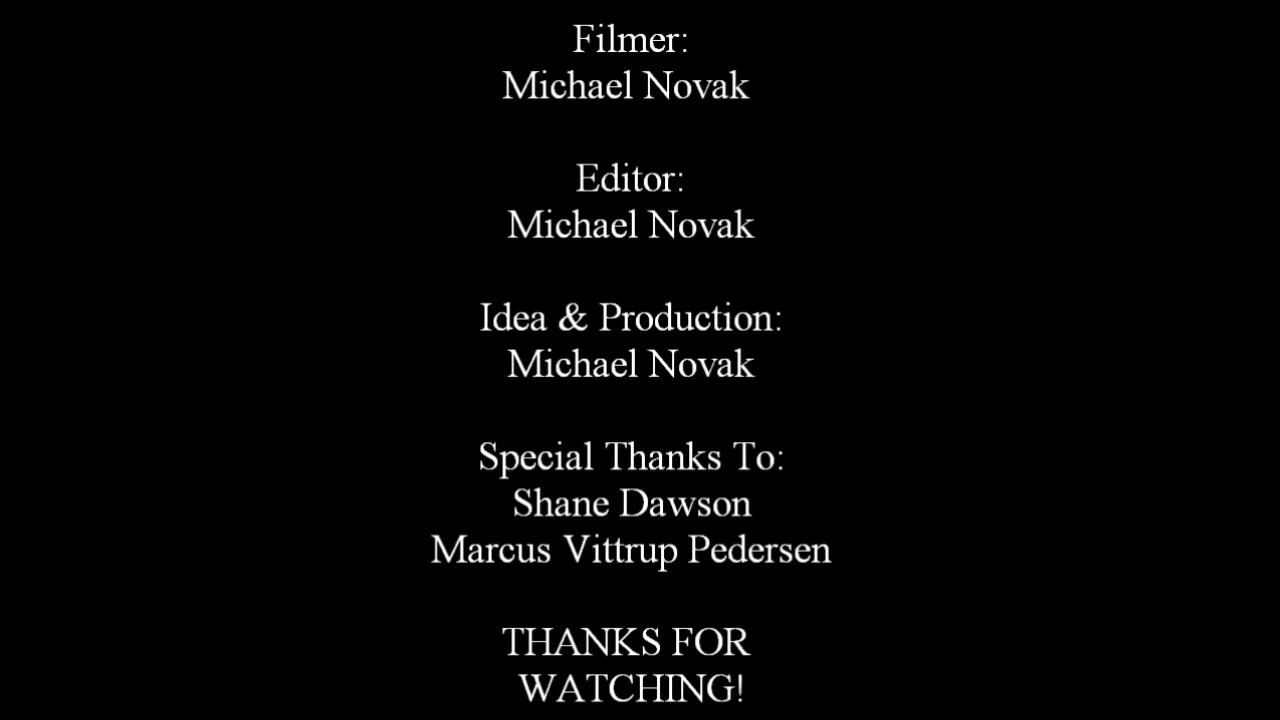 Filmer:
Michael Novak
Editor:
Michael Novak
Idea & Production:
Michael Novak
Special Thanks To:
Shane Dawson
Marcus Vittrup Pedersen
THANKS FOR
WATCHING!